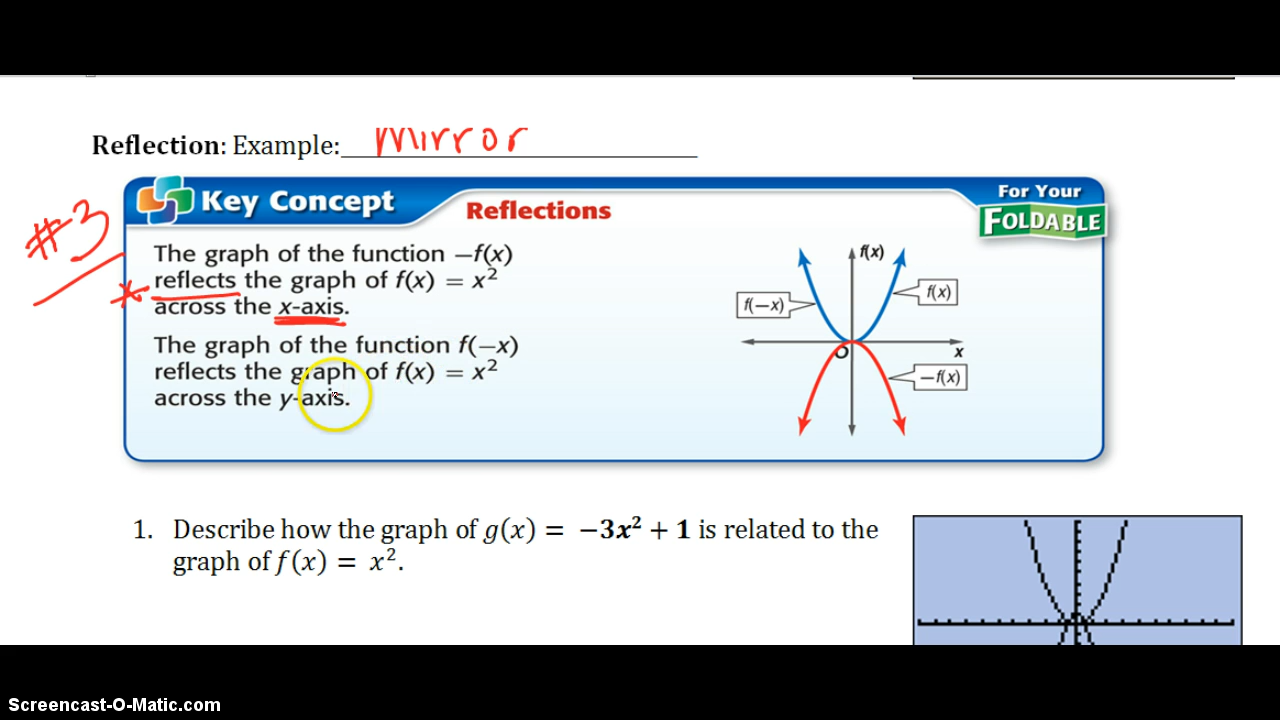 Reflection: Example: mirror
Key Concept
Reflections
For Your
FOLDABLE
#3
The graph of the function −f(x)
* reflects the graph of f(x) = x²
across the x-axis.
The graph of the function f(−x)
reflects the graph of f(x) = x²
across the y-axis.
f(x)
f(−x)
f(x)
O
x
−f(x)
1. Describe how the graph of g(x) = −3x² + 1 is related to the
graph of f(x) = x².
Screencast-O-Matic.com